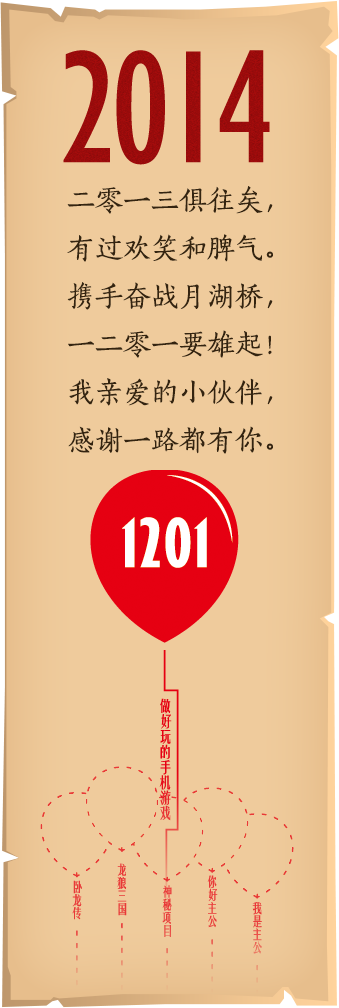 2014
二零一三俱往矣，
有过欢笑和脾气。
携手奋战月湖桥，
一二零一要雄起！
我亲爱的小伙伴，
感谢一路都有你。
1201
做好玩的手机游戏
卧龙传
龙狼三国
神秘项目
你好主公
我是主公